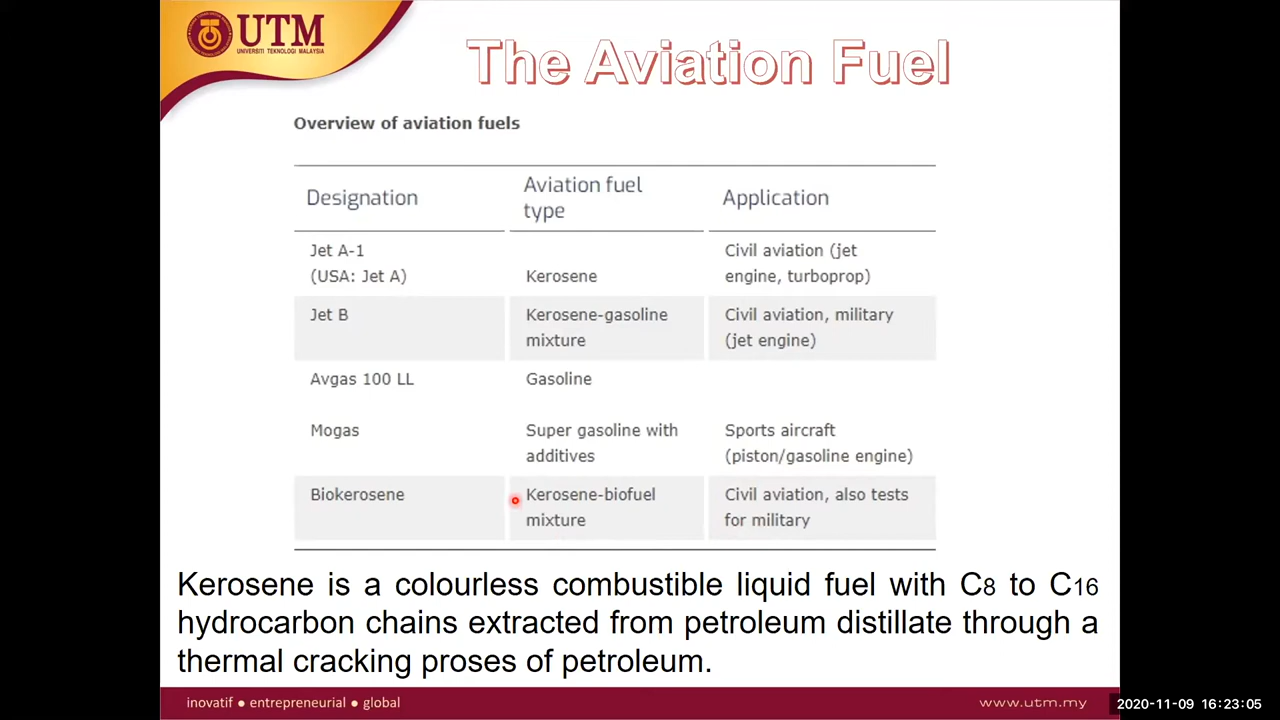 UTM
UNIVERSITI TEKNOLOGI MALAYSIA
The Aviation Fuel
Overview of aviation fuels
Designation
Aviation fuel
type
Application
Jet A-1
(USA: Jet A)
Kerosene
Civil aviation (jet
engine, turboprop)
Jet B
Kerosene-gasoline
mixture
Civil aviation, military
(jet engine)
Avgas 100 LL
Gasoline
Mogas
Super gasoline with
additives
Sports aircraft
(piston/gasoline engine)
Biokerosene
Kerosene-biofuel
mixture
Civil aviation, also tests
for military
Kerosene is a colourless combustible liquid fuel with C8 to C16
hydrocarbon chains extracted from petroleum distillate through a
thermal cracking proses of petroleum.
inovatif ● entrepreneurial ● global
www.utm.my
2020-11-09 16:23:05